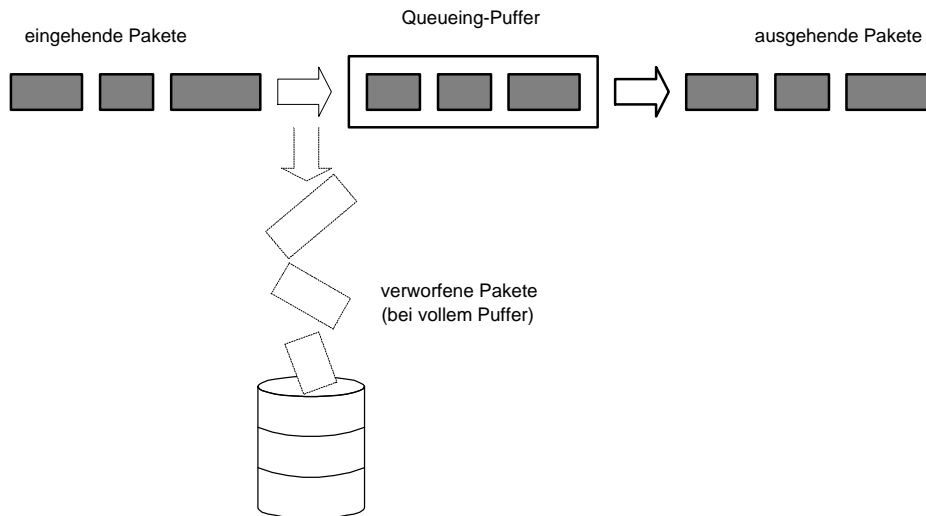 Queueing-Puffer
eingehende Pakete
ausgehende Pakete
verworfene Pakete
(bei vollem Puffer)